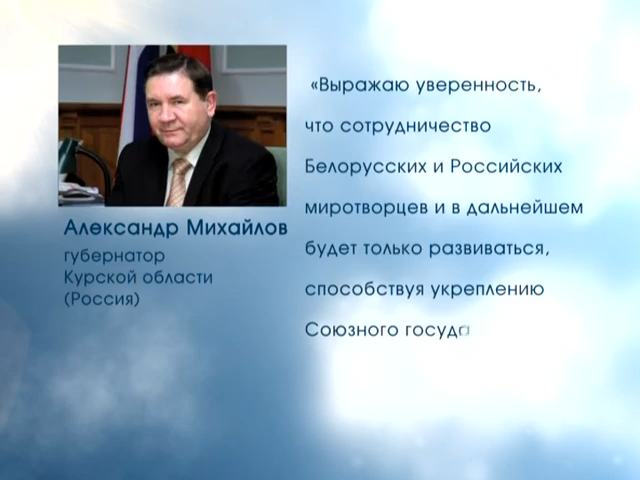 Александр Михайлов
губернатор
Курской области
(Россия)
«Выражаю уверенность,
что сотрудничество
Белорусских и Российских
миротворцев и в дальнейшем
будет только развиваться,
способствуя укреплению
Союзного госуда